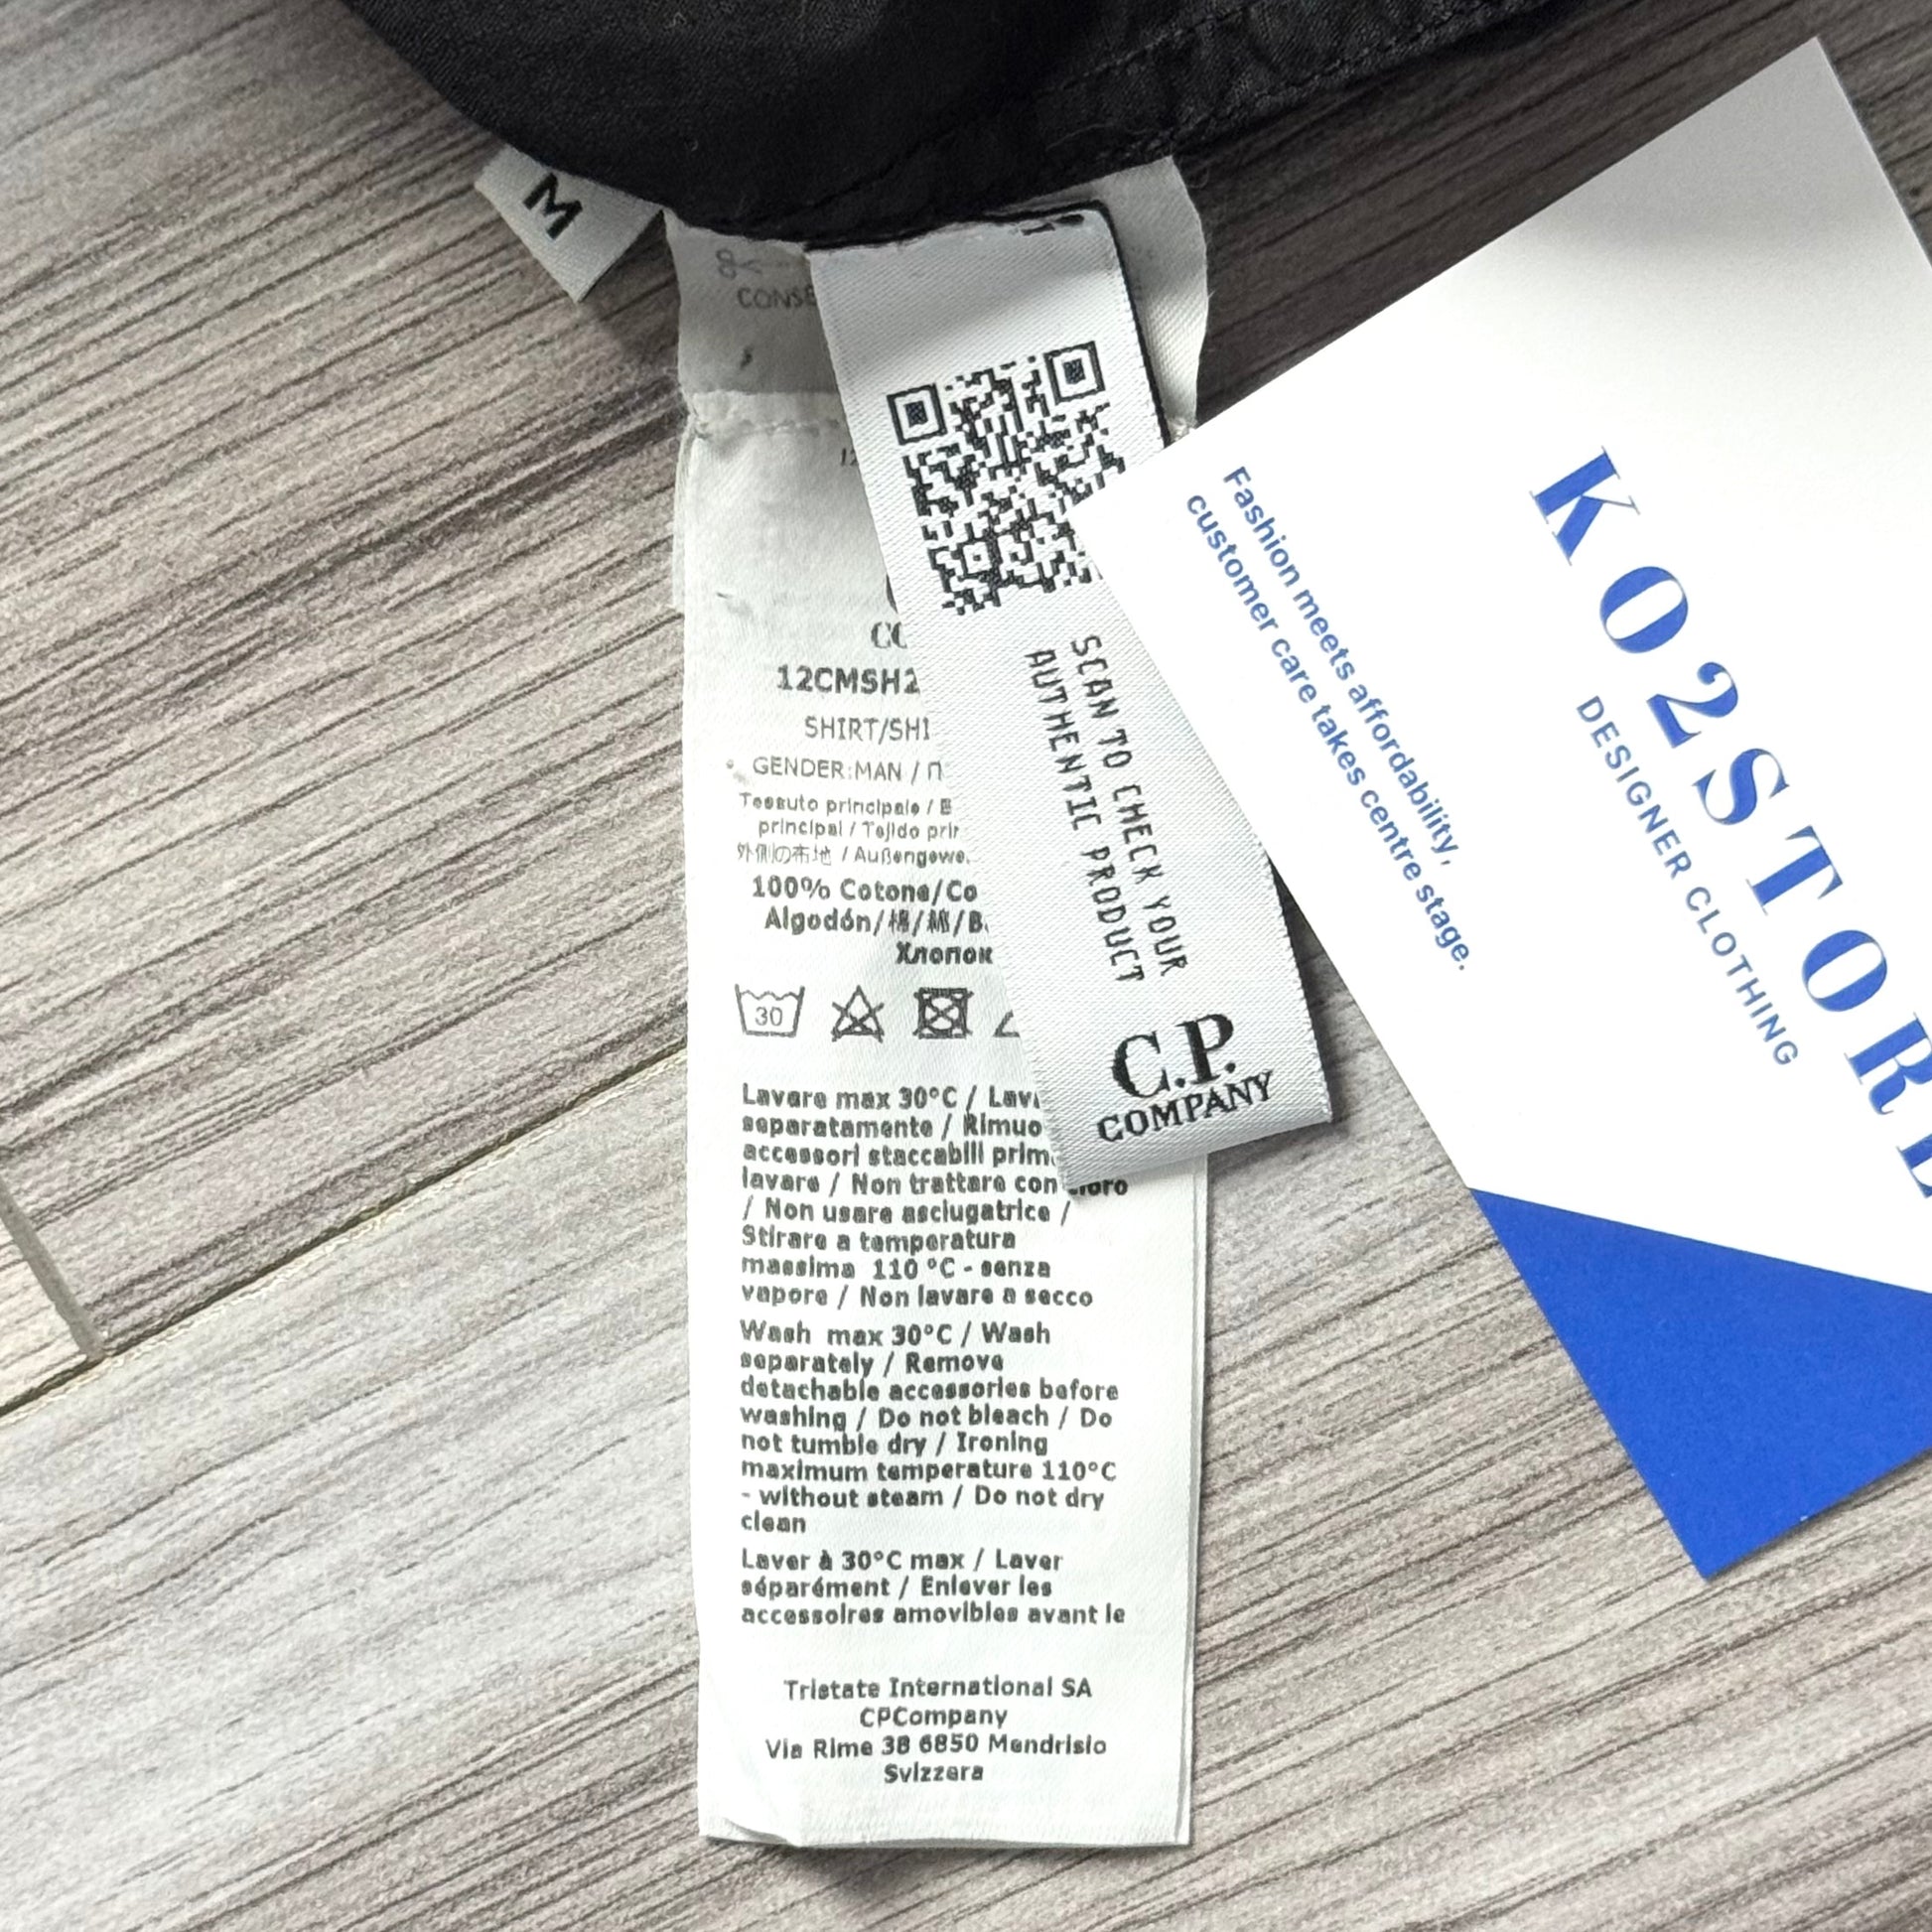 M
CONSE
12CMSH2
SHIRT/SHI
GENDER:MAN / П
Tessuto principale / E
principal / Tejido prin
外側の布地 / Außengewe
100% Cotone/Co
Algodón/棉/綿/B
Хлопок
30
Lavare max 30°C / Lava
separatamente / Rimuo
accessori staccabili prim
lavare / Non trattare con cloro
/ Non usare asciugatrice /
Stirare a temperatura
massima 110 °C - senza
vapore / Non lavare a secco
Wash max 30°C / Wash
separately / Remove
detachable accessories before
washing / Do not bleach / Do
not tumble dry / Ironing
maximum temperature 110°C
- without steam / Do not dry
clean
Laver à 30°C max / Laver
séparément / Enlever les
accessoires amovibles avant le
Tristate International SA
CPCompany
Via Rime 38 6850 Mendrisio
Svizzera
SCAN TO CHECK YOUR
AUTHENTIC PRODUCT
C.P.
COMPANY
KO2STORE
DESIGNER CLOTHING
Fashion meets affordability,
customer care takes centre stage.